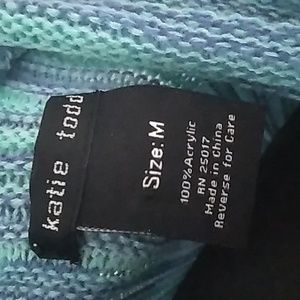 katie todd
Size: M
100% Acrylic
RN 25017
Made in China
Reverse for Care